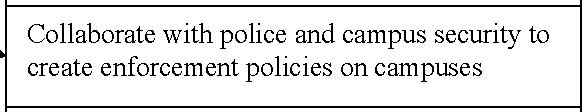 Collaborate with police and campus security to
create enforcement policies on campuses